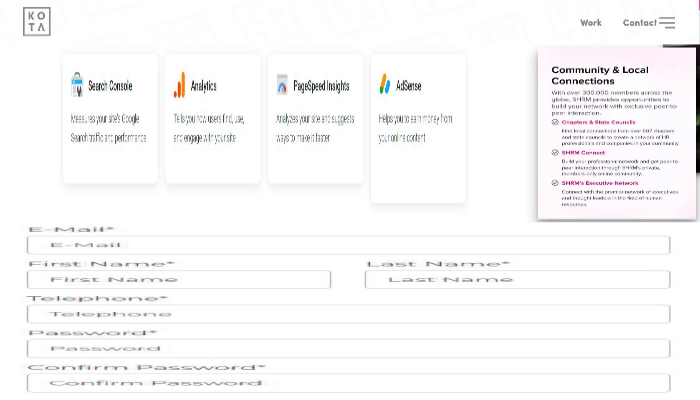 KO
TA
Work
Contact
Search Console
Measures your site's Google
Search traffic and performance
Analytics
Tells you how users find, use,
and engage with your site
PageSpeed Insights
Analyzes your site and suggests
ways to make it faster
AdSense
Helps you to earn money from
your online content
Community & Local
Connections
With over 300,000 members across the
globe, SHRM provides opportunities to
build your network with exclusive peer-to-
peer interaction.
Chapters & State Councils
Find local connections from over 607 chapters
and state councils to create a network of HR
professionals and companies in your community.
SHRM Connect
Build your professional network and get peer-to-
peer interaction through SHRM's private,
members-only online community.
SHRM's Executive Network
Connect with the premier network of executives
and thought leaders in the field of human
resources.
E-Mail*
E-Mail
First Name*
Last Name*
First Name
Last Name
Telephone*
Telephone
Password*
Password
Confirm Password*
Confirm Password